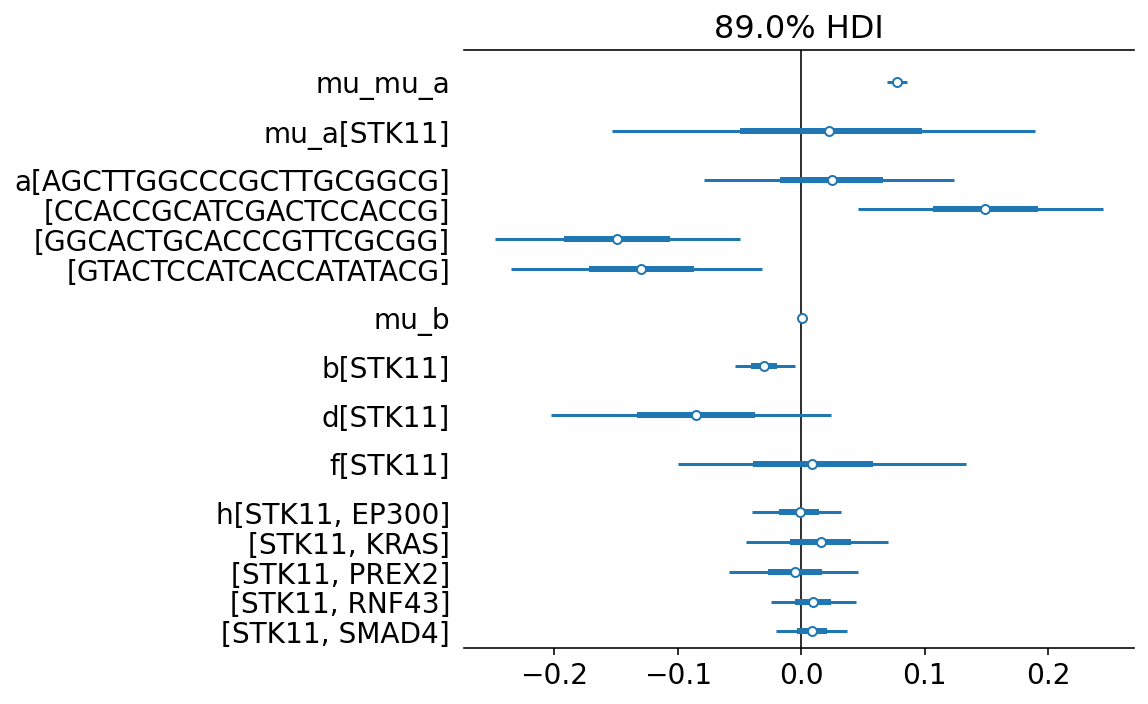 89.0% HDI
mu_mu_a
mu_a[STK11]
a[AGCTTGGCCCGCTTGCGGCG]
[CCACCGCATCGACTCCACCG]
[GGCACTGCACCCGTTCGCGG]
[GTACTCCATCACCATATACG]
mu_b
b[STK11]
d[STK11]
f[STK11]
h[STK11, EP300]
[STK11, KRAS]
[STK11, PREX2]
[STK11, RNF43]
[STK11, SMAD4]
−0.2 −0.1 0.0 0.1 0.2